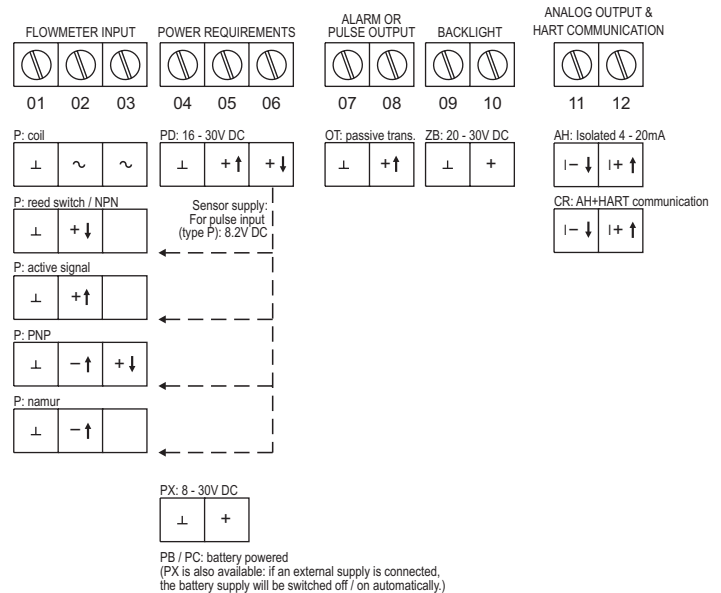 FLOWMETER INPUT
POWER REQUIREMENTS
ALARM OR
PULSE OUTPUT
BACKLIGHT
ANALOG OUTPUT &
HART COMMUNICATION
01 02 03 04 05 06 07 08 09 10 11 12
P: coil
⊥ ~ ~
PD: 16 - 30V DC
⊥ +↑ +↓
OT: passive trans.
⊥ +↑
ZB: 20 - 30V DC
⊥ +
AH: Isolated 4 - 20mA
I− ↓ I+ ↑
P: reed switch / NPN
⊥ +↓
Sensor supply:
For pulse input
(type P): 8.2V DC
CR: AH+HART communication
I− ↓ I+ ↑
P: active signal
⊥ +↑
P: PNP
⊥ −↑ +↓
P: namur
⊥ −↑
PX: 8 - 30V DC
⊥ +
PB / PC: battery powered
(PX is also available: if an external supply is connected,
the battery supply will be switched off / on automatically.)